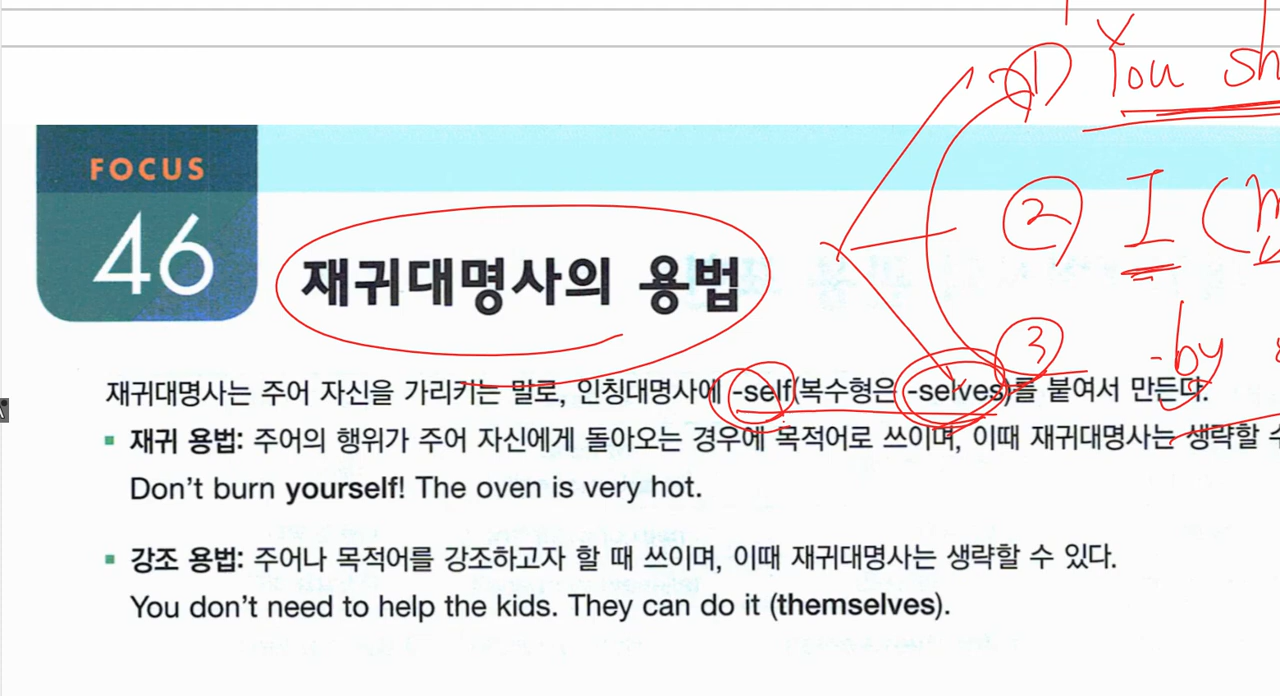 ① You sh
FOCUS
46
② I (m
재귀대명사의 용법
③ -by
재귀대명사는 주어 자신을 가리키는 말로, 인칭대명사에 -self(복수형은 -selves)를 붙여서 만든다.
▪ 재귀 용법: 주어의 행위가 주어 자신에게 돌아오는 경우에 목적어로 쓰이며, 이때 재귀대명사는 생략할 수
Don't burn yourself! The oven is very hot.
▪ 강조 용법: 주어나 목적어를 강조하고자 할 때 쓰이며, 이때 재귀대명사는 생략할 수 있다.
You don't need to help the kids. They can do it (themselves).